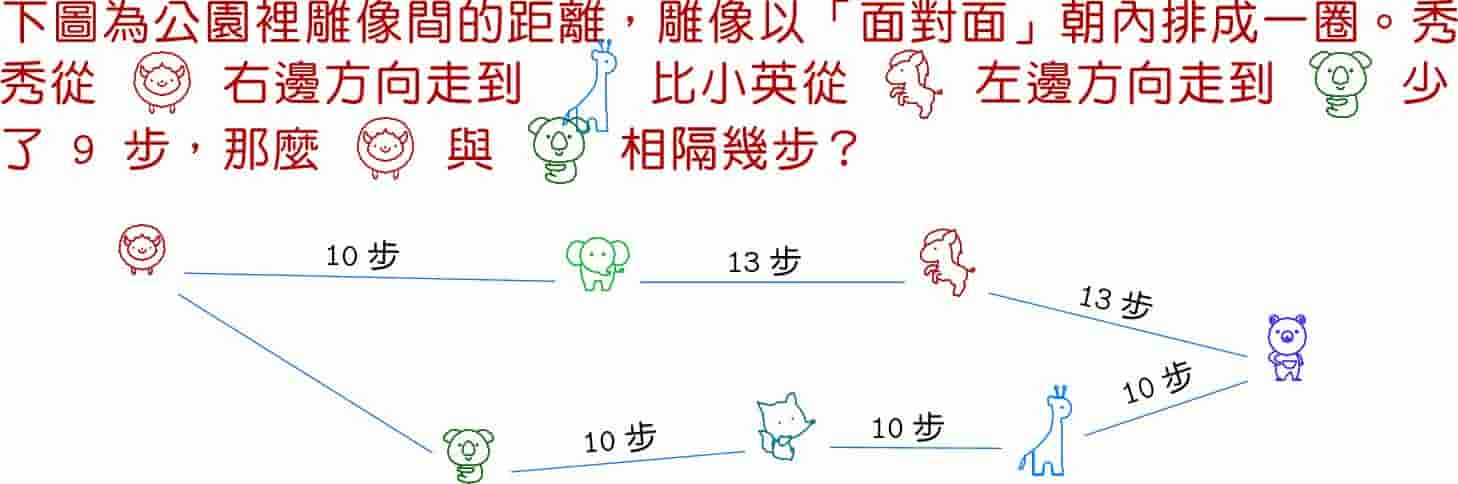 下圖為公園裡雕像間的距離，雕像以「面對面」朝內排成一圈。秀
秀從 右邊方向走到 比小英從 左邊方向走到 少
了 9 步，那麼 與 相隔幾步？
10 步
13 步
13 步
10 步
10 步
10 步